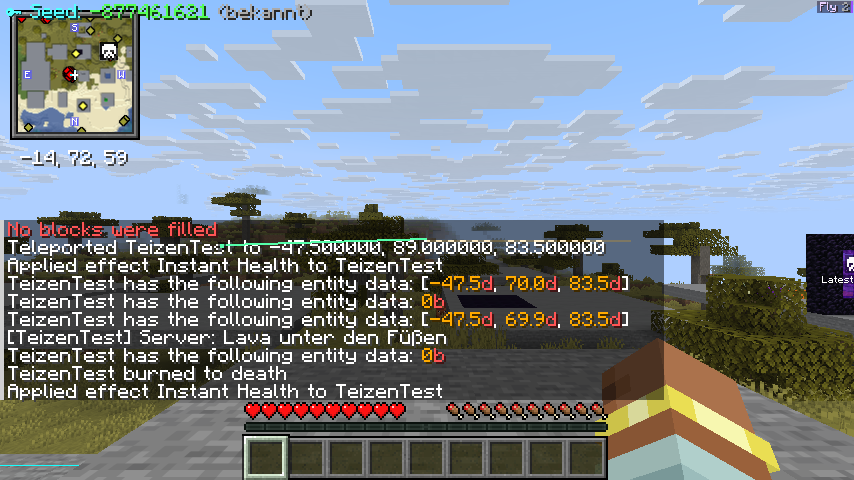 Seed: -877461621 (bekannt)
Fly 2
S
E
W
N
-14, 72, 59
No blocks were filled
Teleported TeizenTest to -47.500000, 89.000000, 83.500000
Applied effect Instant Health to TeizenTest
TeizenTest has the following entity data: [-47.5d, 70.0d, 83.5d]
TeizenTest has the following entity data: 0b
TeizenTest has the following entity data: [-47.5d, 69.9d, 83.5d]
[TeizenTest] Server: Lava unter den Füßen
TeizenTest has the following entity data: 0b
TeizenTest burned to death
Applied effect Instant Health to TeizenTest
Latest